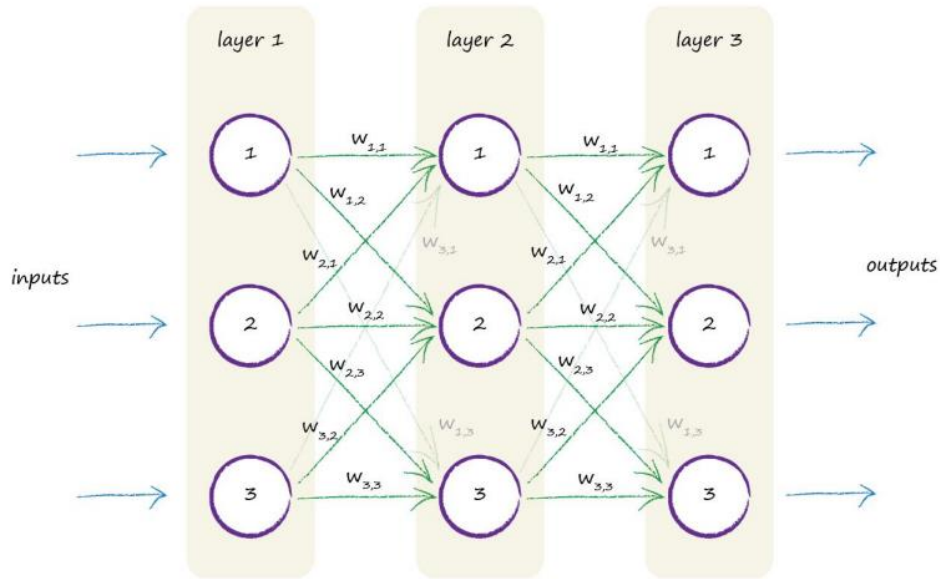 layer 1
layer 2
layer 3
1
w1,1
1
w1,1
1
w1,2
w1,2
w2,1
w3,1
w2,1
w3,1
inputs
outputs
2
w2,2
2
w2,2
2
w2,3
w2,3
w3,2
w1,3
w3,2
w1,3
3
w3,3
3
w3,3
3